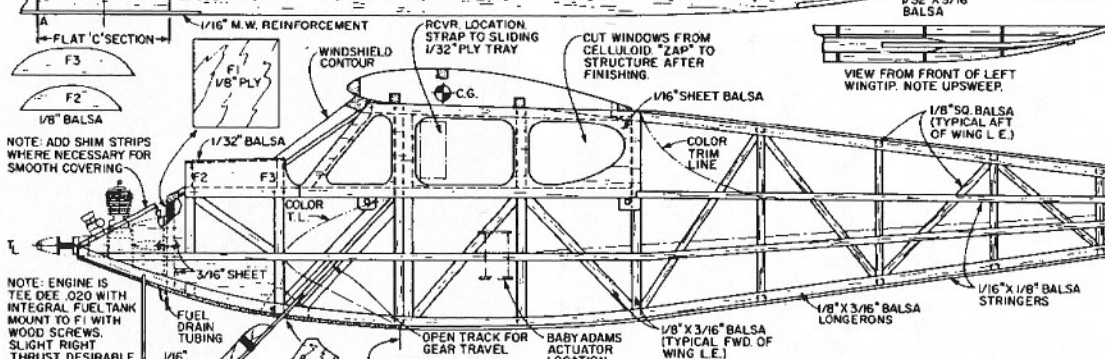 1/32" X 3/16"
BALSA
A
1/16" M.W. REINFORCEMENT
FLAT 'C' SECTION
F3
F2
1/8" BALSA
F1
1/8" PLY
WINDSHIELD
CONTOUR
RCVR. LOCATION.
STRAP TO SLIDING
1/32" PLY TRAY
C.G.
CUT WINDOWS FROM
CELLULOID. "ZAP" TO
STRUCTURE AFTER
FINISHING.
VIEW FROM FRONT OF LEFT
WINGTIP. NOTE UPSWEEP.
1/16" SHEET BALSA
1/8" SQ. BALSA
(TYPICAL AFT
OF WING L.E.)
NOTE: ADD SHIM STRIPS
WHERE NECESSARY FOR
SMOOTH COVERING
1/32" BALSA
F2
F3
COLOR
TRIM
LINE
COLOR
T.L.
3/16" SHEET
NOTE: ENGINE IS
TEE DEE .020 WITH
INTEGRAL FUEL TANK
MOUNT TO F1 WITH
WOOD SCREWS.
SLIGHT RIGHT
THRUST DESIRABLE
FUEL
DRAIN
TUBING
1/16"
OPEN TRACK FOR
GEAR TRAVEL
BABY ADAMS
ACTUATOR
LOCATION
1/8" X 3/16" BALSA
(TYPICAL FWD. OF
WING L.E.)
1/8" X 3/16" BALSA
LONGERONS
1/16" X 1/8" BALSA
STRINGERS